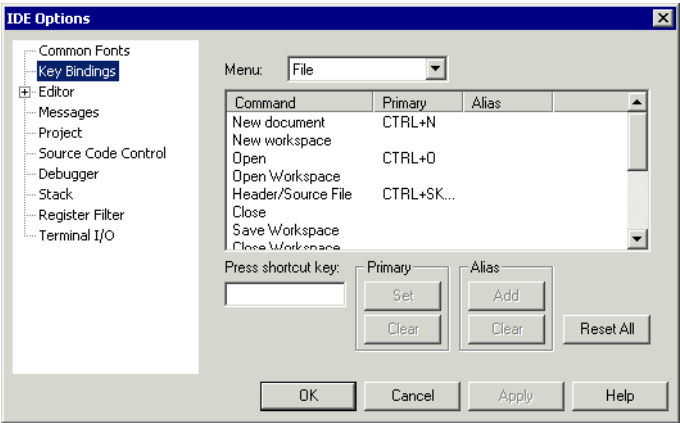 IDE Options
Common Fonts
Key Bindings
Editor
Messages
Project
Source Code Control
Debugger
Stack
Register Filter
Terminal I/O
Menu: File
Command Primary Alias
New document CTRL+N
New workspace
Open CTRL+O
Open Workspace
Header/Source File CTRL+SK...
Close
Save Workspace
Close Workspace
Press shortcut key: Primary Alias
Set Add
Clear Clear Reset All
OK Cancel Apply Help